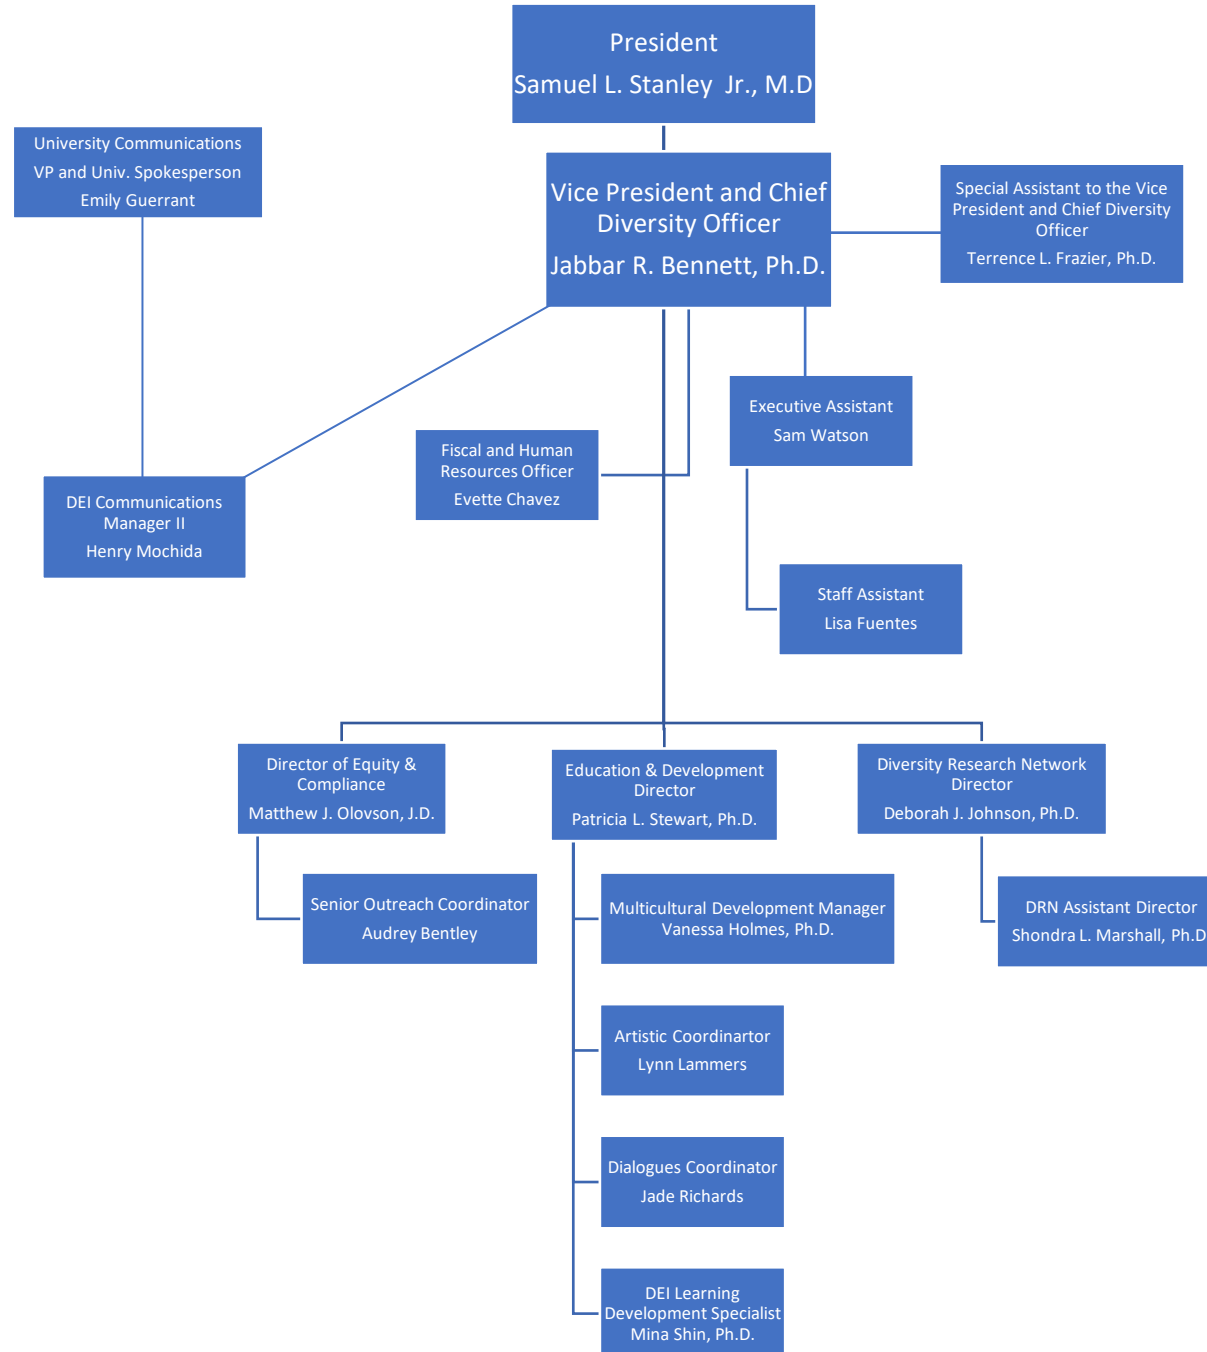 President
Samuel L. Stanley Jr., M.D
University Communications
VP and Univ. Spokesperson
Emily Guerrant
Vice President and Chief
Diversity Officer
Jabbar R. Bennett, Ph.D.
Special Assistant to the Vice
President and Chief Diversity
Officer
Terrence L. Frazier, Ph.D.
Executive Assistant
Sam Watson
Fiscal and Human
Resources Officer
Evette Chavez
DEI Communications
Manager II
Henry Mochida
Staff Assistant
Lisa Fuentes
Director of Equity &
Compliance
Matthew J. Olovson, J.D.
Education & Development
Director
Patricia L. Stewart, Ph.D.
Diversity Research Network
Director
Deborah J. Johnson, Ph.D.
Senior Outreach Coordinator
Audrey Bentley
Multicultural Development Manager
Vanessa Holmes, Ph.D.
DRN Assistant Director
Shondra L. Marshall, Ph.D
Artistic Coordinartor
Lynn Lammers
Dialogues Coordinator
Jade Richards
DEI Learning
Development Specialist
Mina Shin, Ph.D.